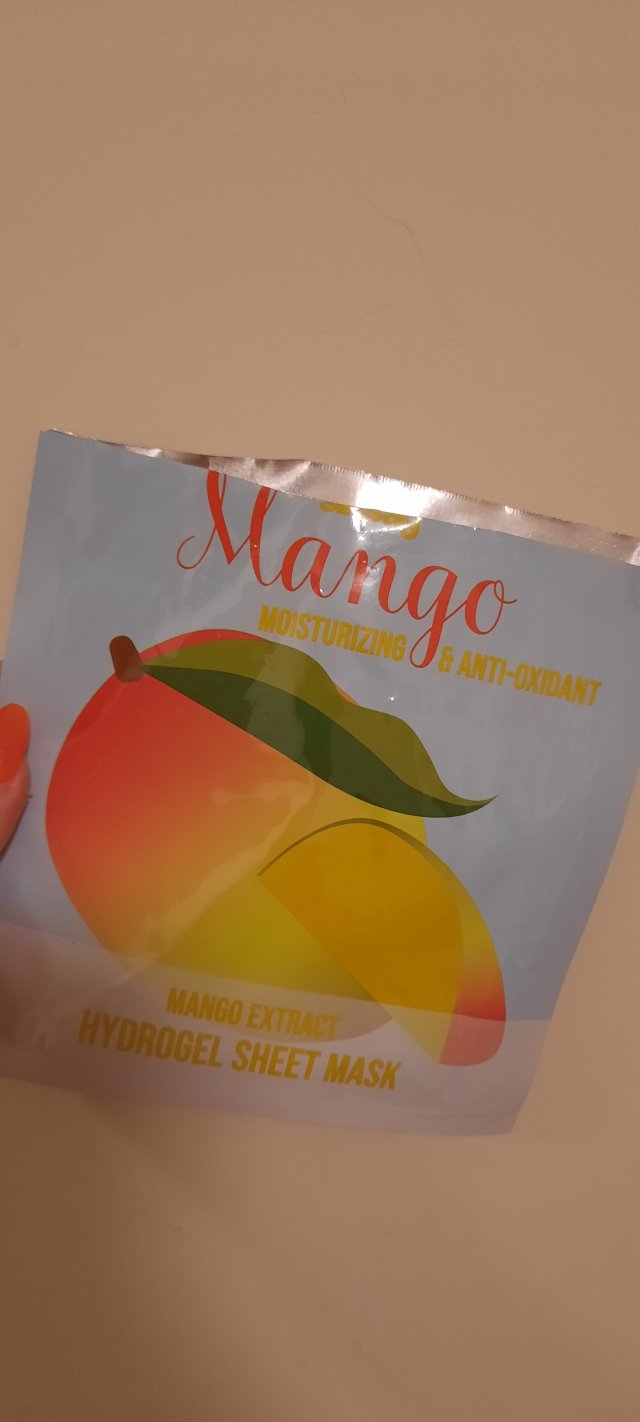 Mango
MOISTURIZING & ANTI-OXIDANT
MANGO EXTRACT
HYDROGEL SHEET MASK